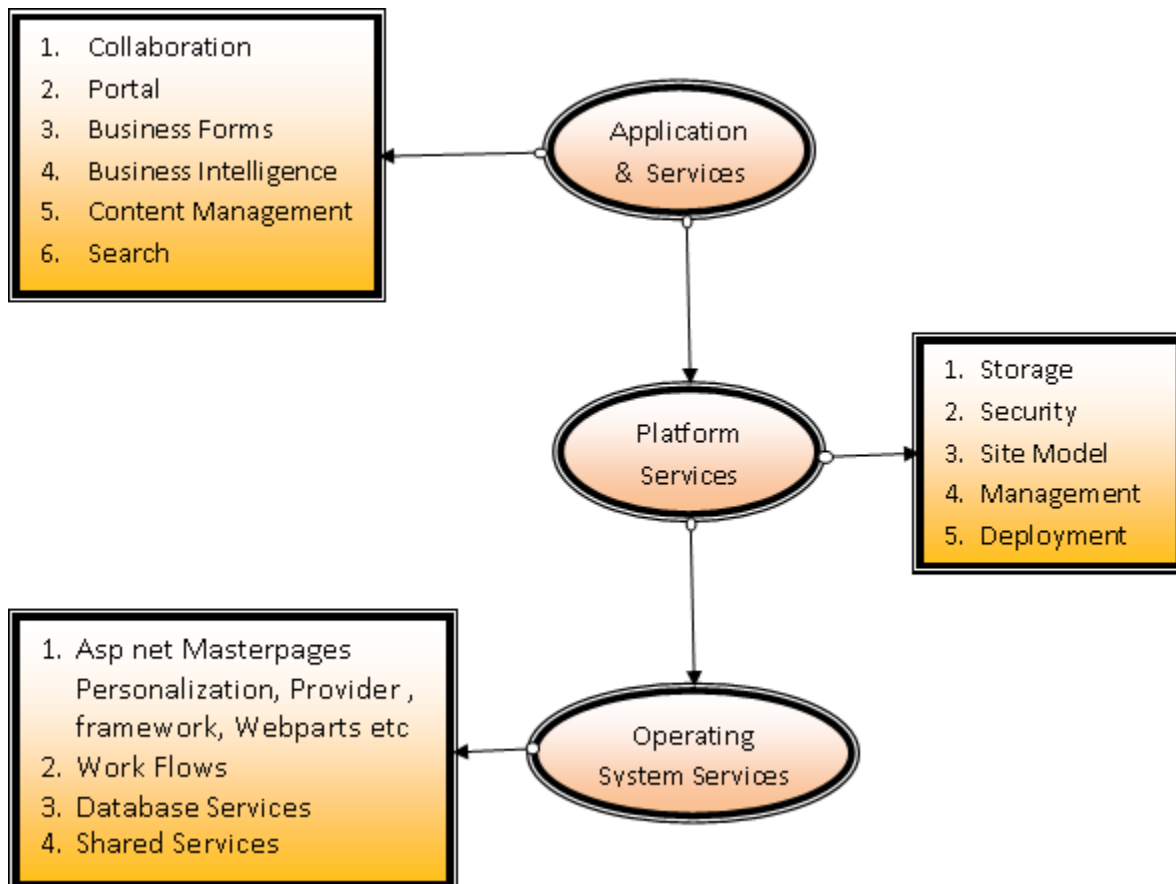 1. Collaboration
2. Portal
3. Business Forms
4. Business Intelligence
5. Content Management
6. Search
Application
& Services
Platform
Services
1. Storage
2. Security
3. Site Model
4. Management
5. Deployment
1. Asp net Masterpages
Personalization, Provider ,
framework, Webparts etc
2. Work Flows
3. Database Services
4. Shared Services
Operating
System Services